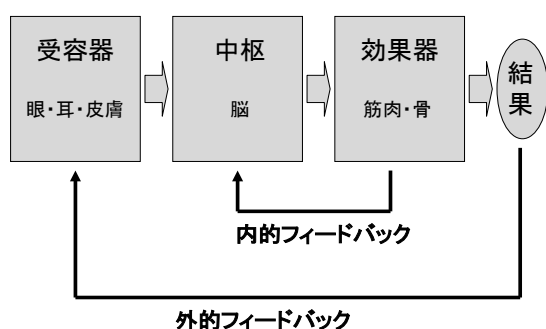 受容器
眼・耳・皮膚
中枢
脳
効果器
筋肉・骨
結
果
内的フィードバック
外的フィードバック